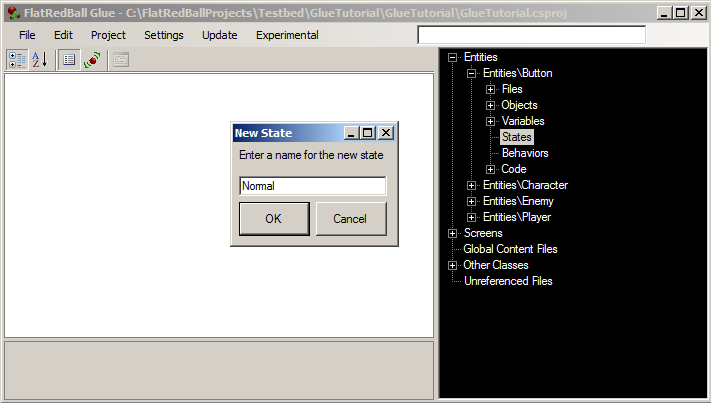 FlatRedBall Glue - C:\FlatRedBallProjects\Testbed\GlueTutorial\GlueTutorial\GlueTutorial.csproj
File Edit Project Settings Update Experimental
Entities
Entities\Button
Files
Objects
Variables
States
Behaviors
Code
Entities\Character
Entities\Enemy
Entities\Player
Screens
Global Content Files
Other Classes
Unreferenced Files
A
Z
New State
Enter a name for the new state
Normal
OK Cancel